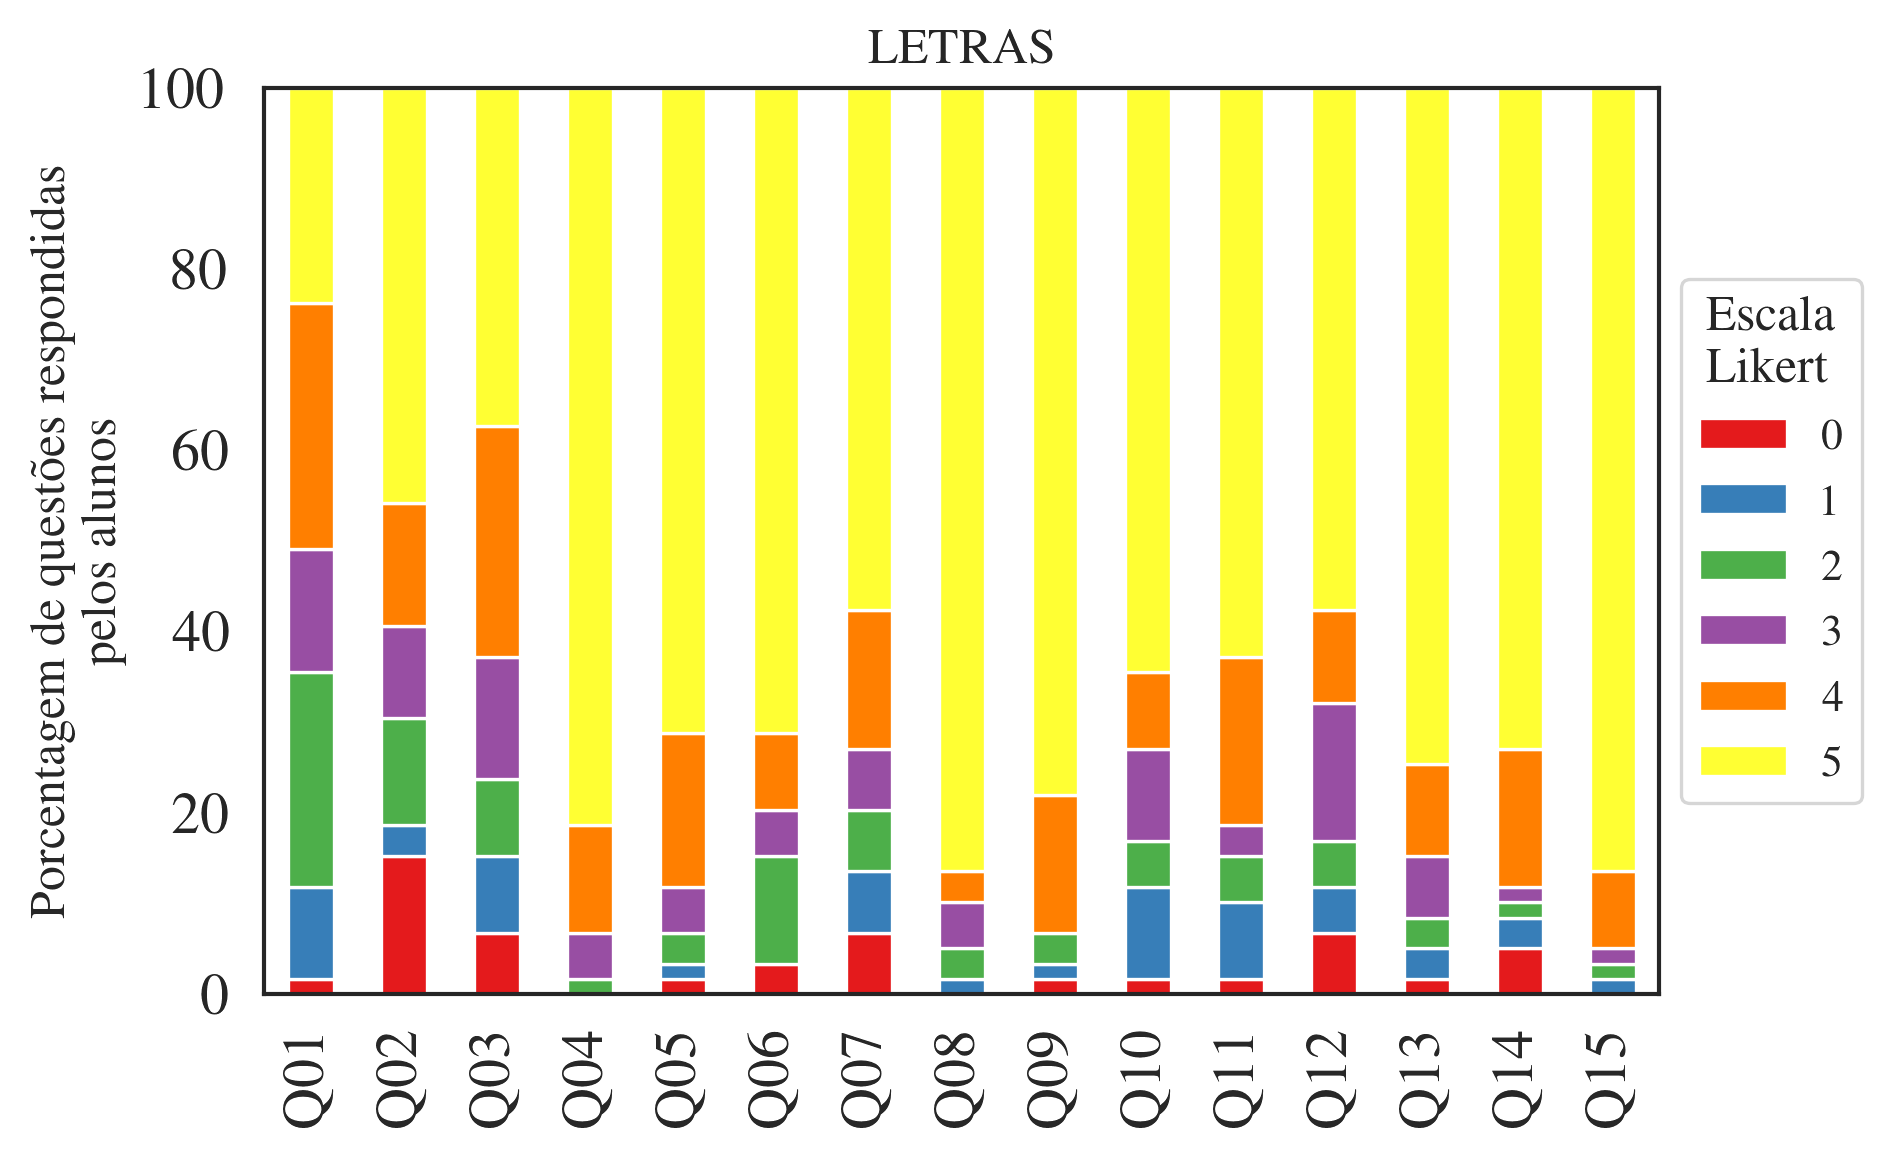 LETRAS
100
80
60
40
20
0
Porcentagem de questões respondidas
pelos alunos
Q01
Q02
Q03
Q04
Q05
Q06
Q07
Q08
Q09
Q10
Q11
Q12
Q13
Q14
Q15
Escala
Likert
0
1
2
3
4
5